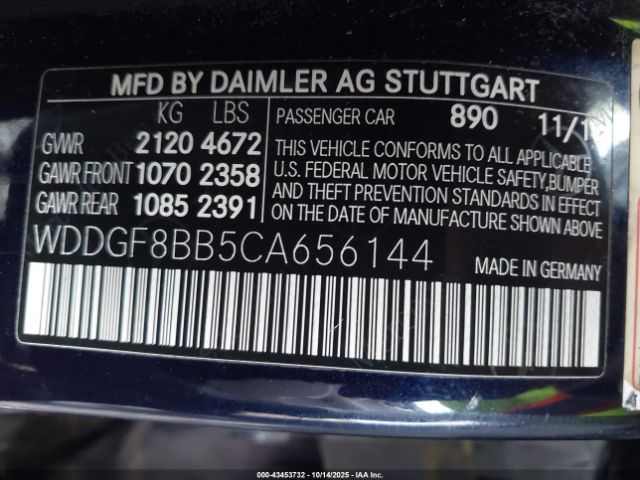 MFD BY DAIMLER AG STUTTGART
KG LBS
PASSENGER CAR 890 11/1
GVWR 2120 4672
GAWR FRONT 1070 2358
GAWR REAR 1085 2391
THIS VEHICLE CONFORMS TO ALL APPLICABLE
U.S. FEDERAL MOTOR VEHICLE SAFETY,BUMPER
AND THEFT PREVENTION STANDARDS IN EFFECT
ON THE DATE OF MANUFACTURE SHOWN ABOVE.
WDDGF8BB5CA656144
MADE IN GERMANY
000-43453732 - 10/14/2025 - IAA Inc.